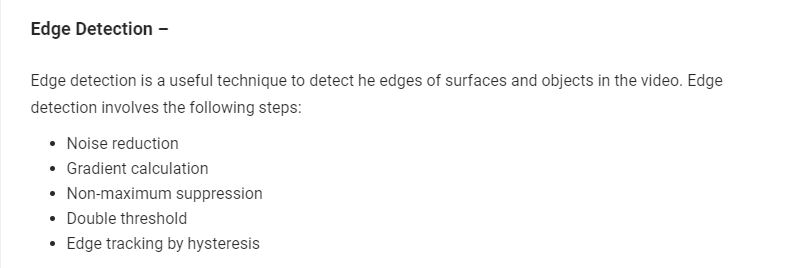 Edge Detection –
Edge detection is a useful technique to detect he edges of surfaces and objects in the video. Edge
detection involves the following steps:
• Noise reduction
• Gradient calculation
• Non-maximum suppression
• Double threshold
• Edge tracking by hysteresis